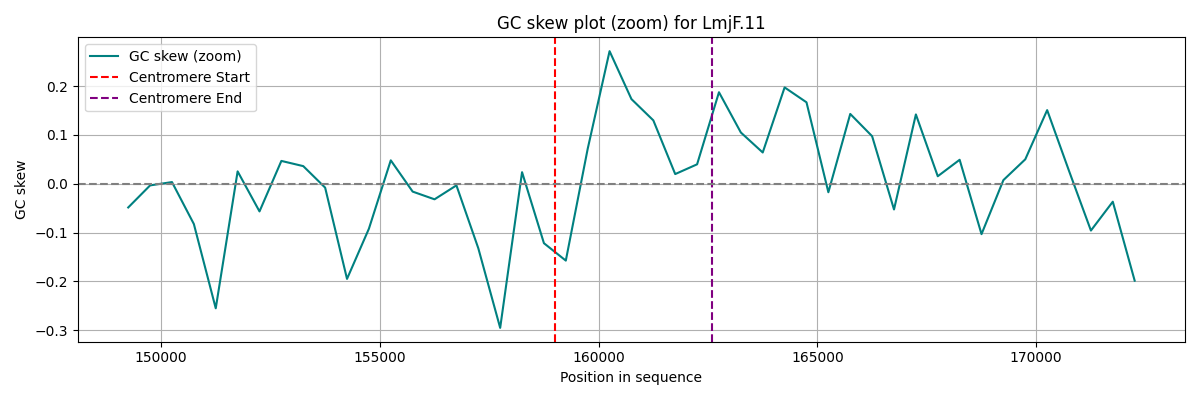 GC skew plot (zoom) for LmjF.11
GC skew (zoom)
Centromere Start
Centromere End
GC skew
0.2
0.1
0.0
−0.1
−0.2
−0.3
150000
155000
160000
165000
170000
Position in sequence